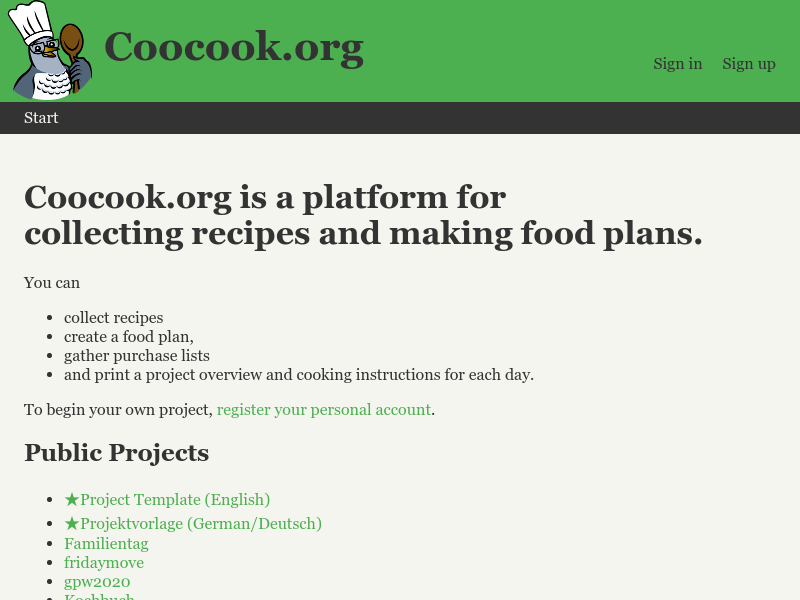 Coocook.org
Sign in Sign up
Start
Coocook.org is a platform for
collecting recipes and making food plans.
You can
• collect recipes
• create a food plan,
• gather purchase lists
• and print a project overview and cooking instructions for each day.
To begin your own project, register your personal account.
Public Projects
• ★Project Template (English)
• ★Projektvorlage (German/Deutsch)
• Familientag
• fridaymove
• gpw2020
Kochbuch